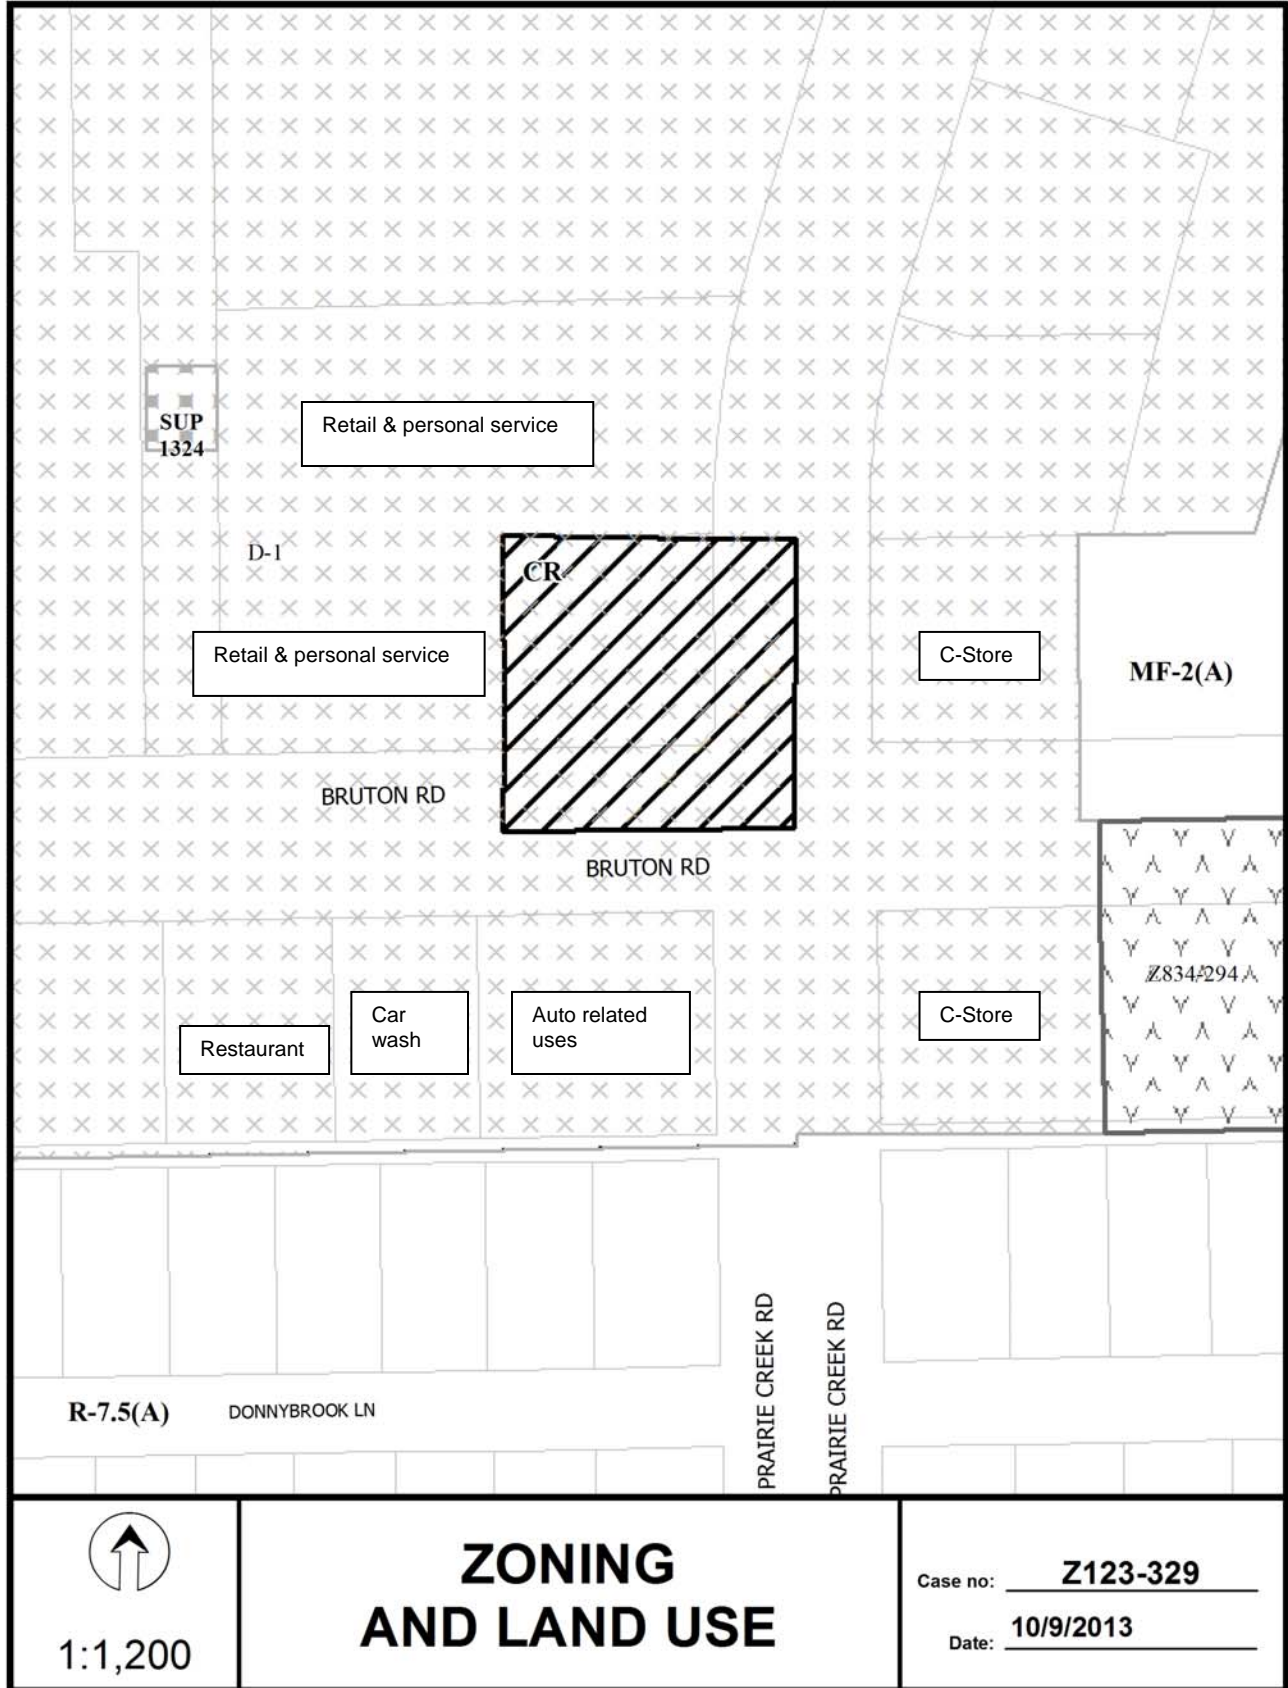 SUP
1324
Retail & personal service
D-1
CR
Retail & personal service
C-Store
MF-2(A)
BRUTON RD
BRUTON RD
Z834-294
Restaurant
Car
wash
Auto related
uses
C-Store
PRAIRIE CREEK RD
PRAIRIE CREEK RD
R-7.5(A)
DONNYBROOK LN
1:1,200
ZONING
AND LAND USE
Case no: Z123-329
Date: 10/9/2013